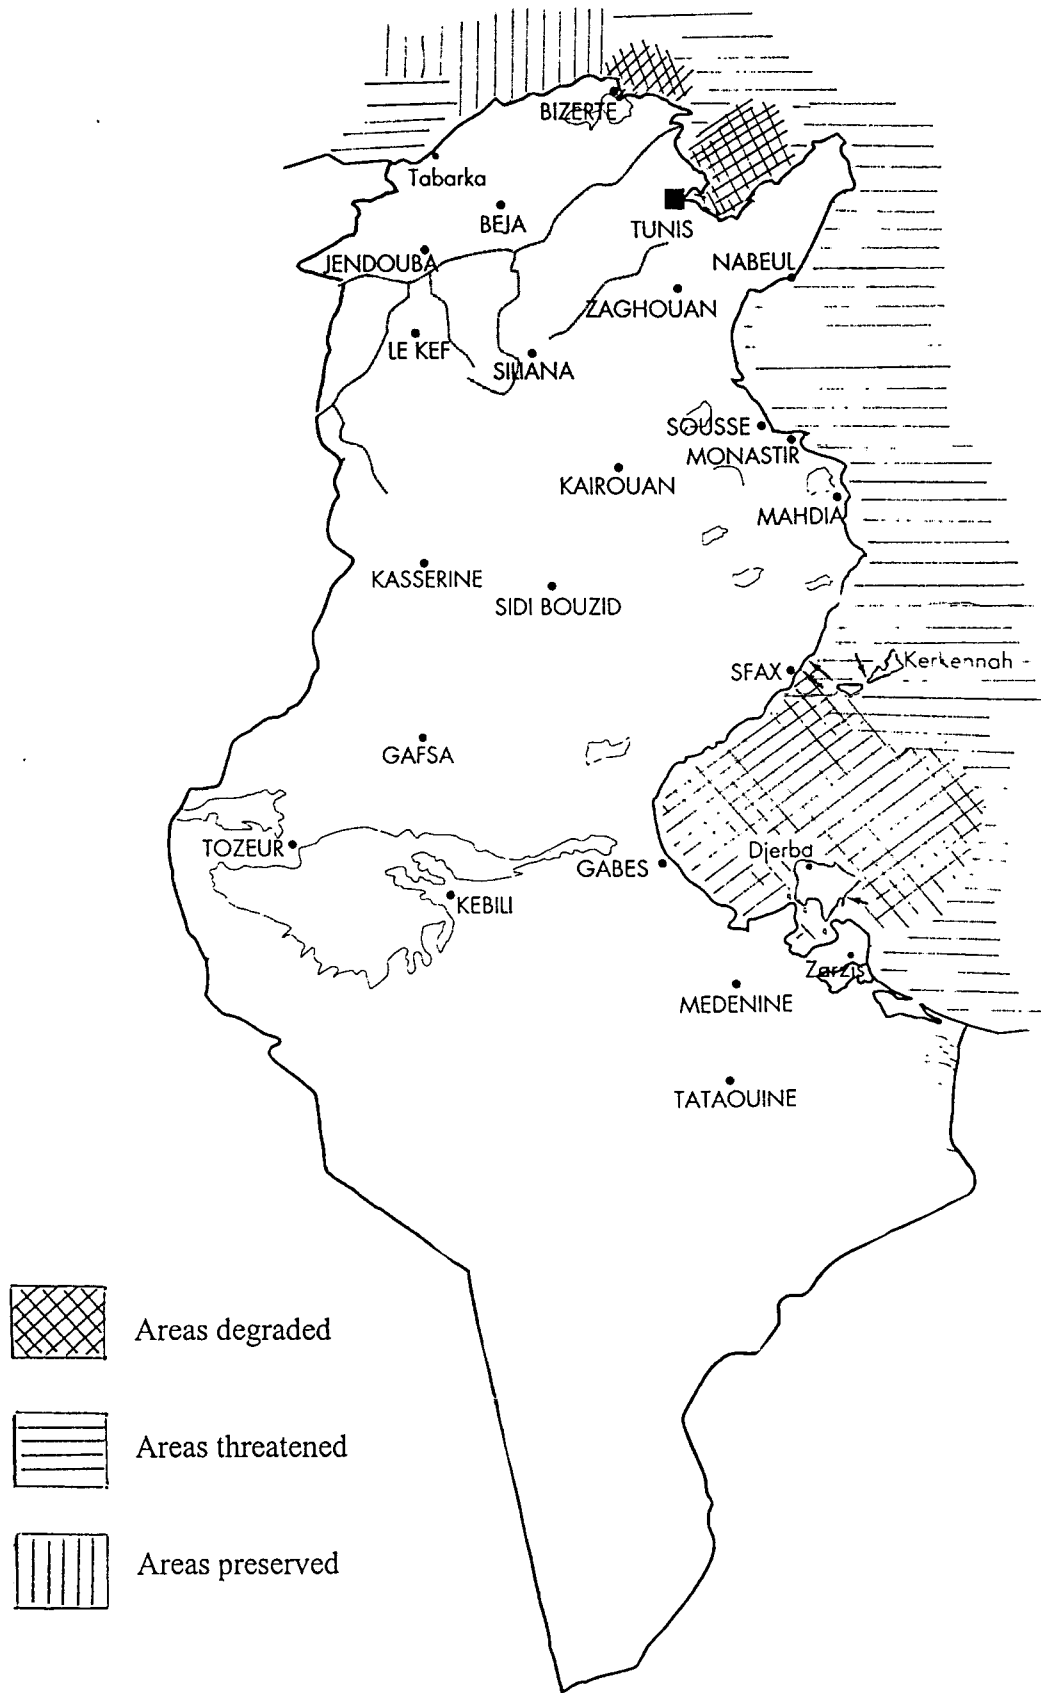 BIZERTE
Tabarka
BEJA
TUNIS
JENDOUBA
NABEUL
ZAGHOUAN
LE KEF
SILIANA
SOUSSE
MONASTIR
KAIROUAN
MAHDIA
KASSERINE
SIDI BOUZID
Kerkennah
SFAX
GAFSA
TOZEUR
Djerba
GABES
KEBILI
Zarzis
MEDENINE
TATAOUINE
Areas degraded
Areas threatened
Areas preserved